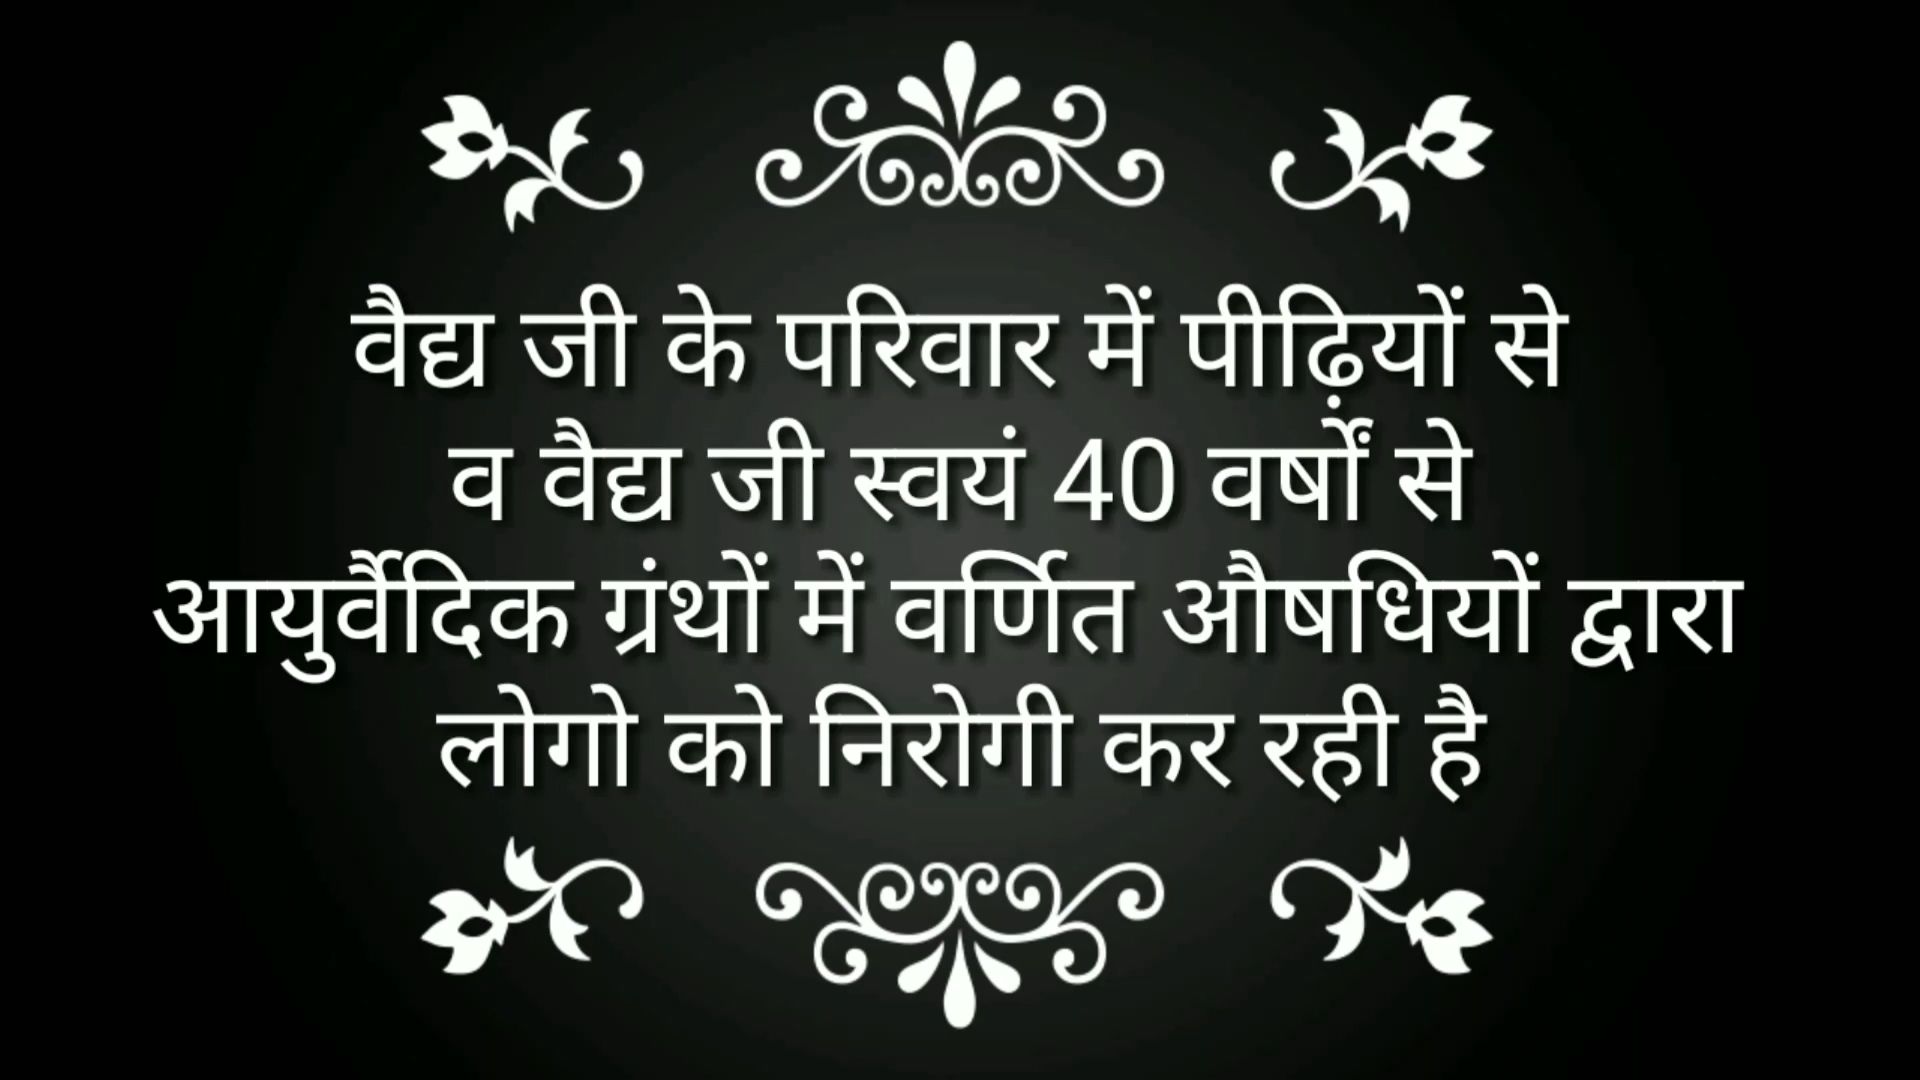 वैद्य जी के परिवार में पीढ़ियों से
व वैद्य जी स्वयं 40 वर्षों से
आयुर्वैदिक ग्रंथों में वर्णित औषधियों द्वारा
लोगो को निरोगी कर रही है